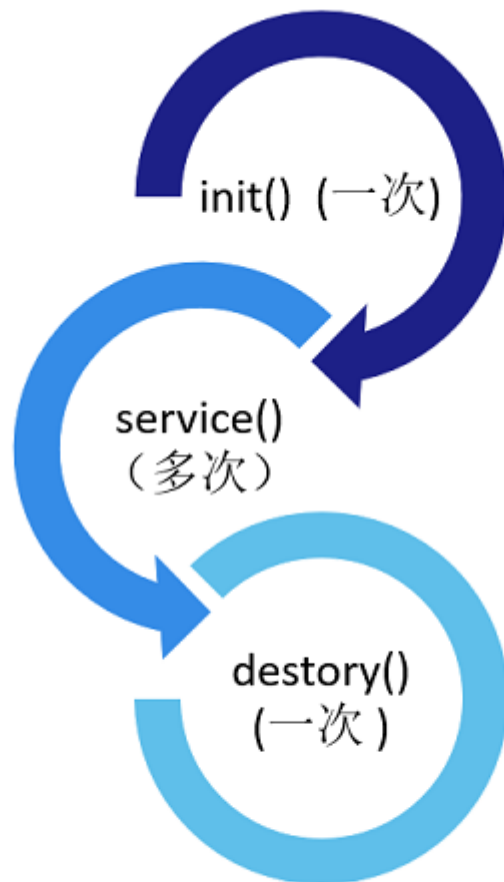 init() (一次)
service()
（多次）
destory()
(一次 )